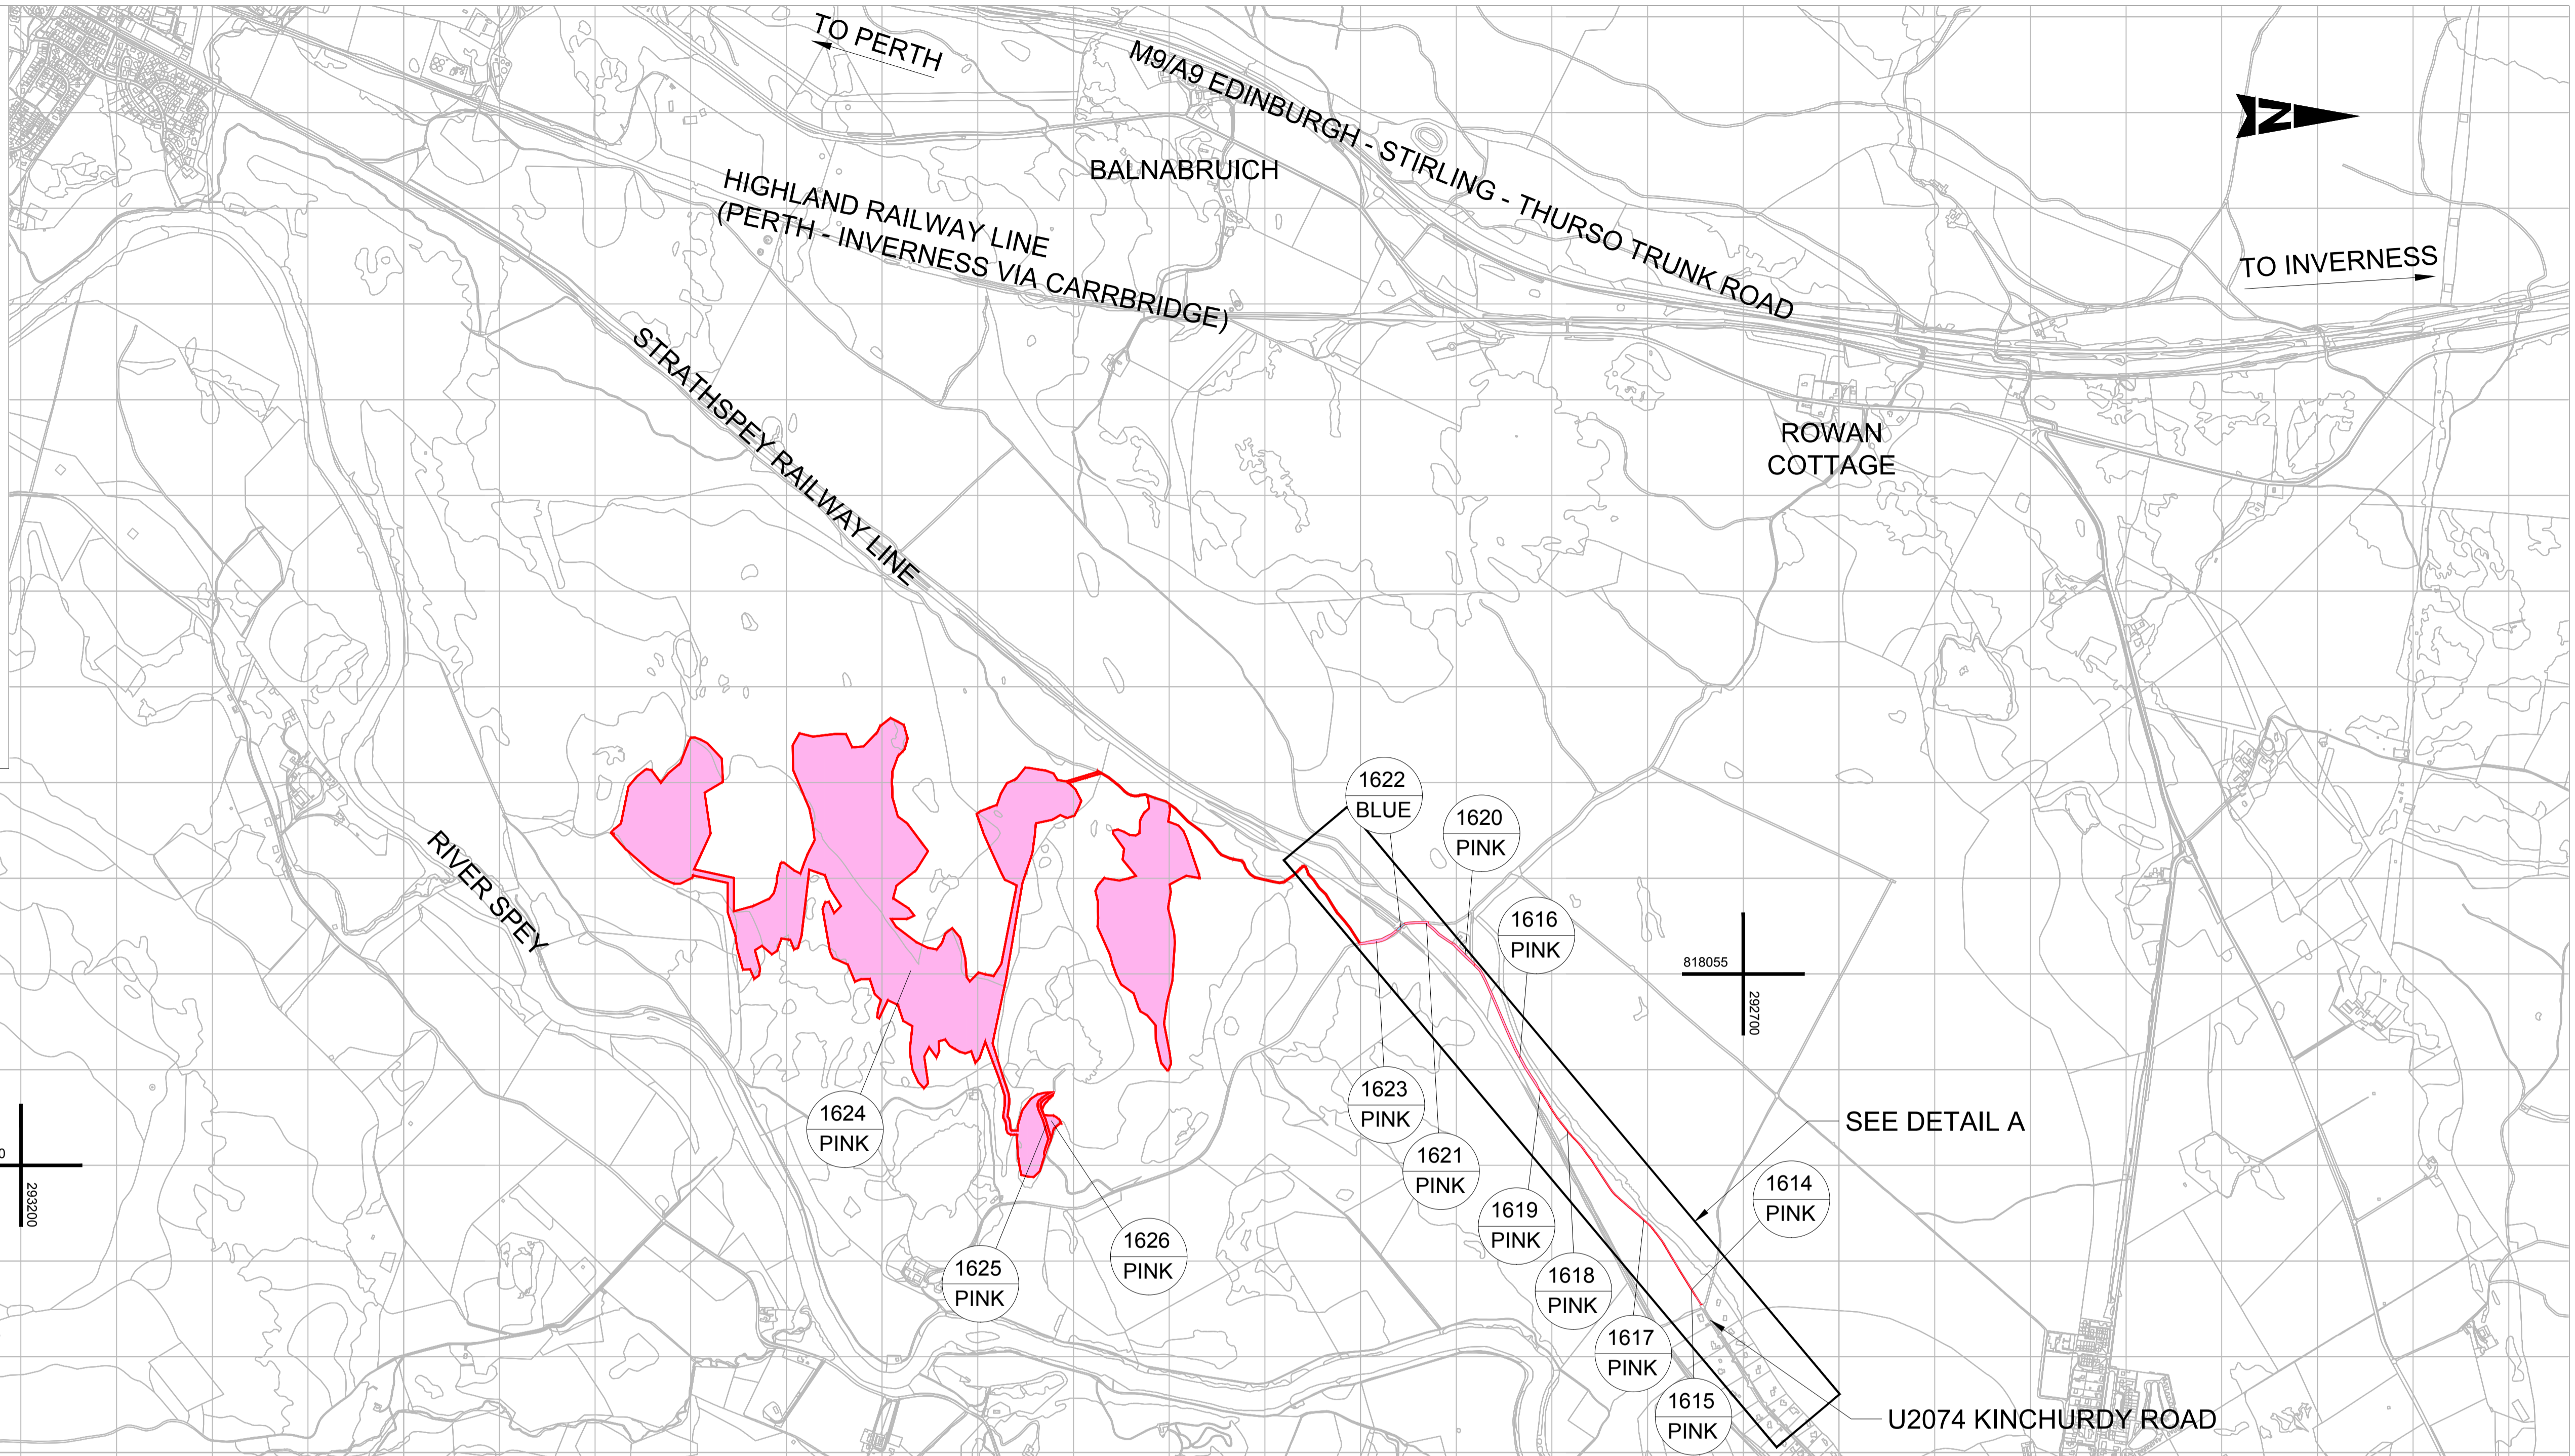 TO PERTH
M9/A9 EDINBURGH - STIRLING - THURSO TRUNK ROAD
N
BALNABRUICH
HIGHLAND RAILWAY LINE
(PERTH - INVERNESS VIA CARRBRIDGE)
TO INVERNESS
STRATHSPEY RAILWAY LINE
ROWAN
COTTAGE
RIVER SPEY
1622
BLUE
1620
PINK
1616
PINK
818055
292700
1624
PINK
1623
PINK
1621
PINK
SEE DETAIL A
0
293200
1614
PINK
1619
PINK
1626
PINK
1625
PINK
1618
PINK
1617
PINK
1615
PINK
U2074 KINCHURDY ROAD